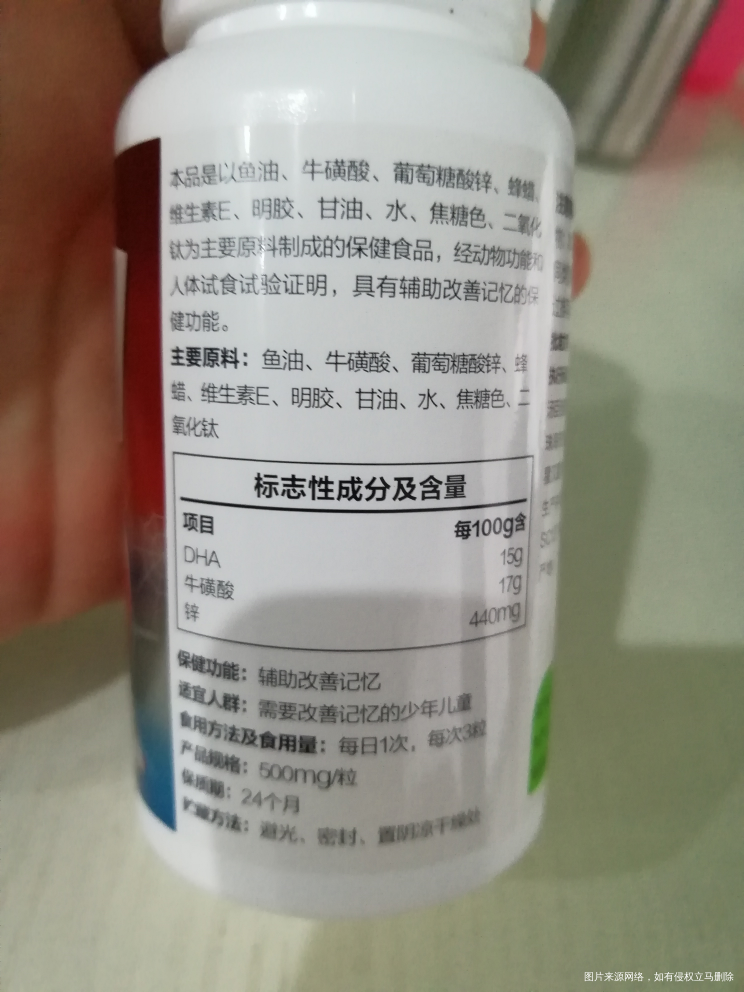 本品是以鱼油、牛磺酸、葡萄糖酸锌、蜂蜡、
维生素E、明胶、甘油、水、焦糖色、二氧化
钛为主要原料制成的保健食品，经动物功能和
人体试食试验证明，具有辅助改善记忆的保
健功能。
主要原料：鱼油、牛磺酸、葡萄糖酸锌、蜂
蜡、维生素E、明胶、甘油、水、焦糖色、二
氧化钛
标志性成分及含量
项目 每100g含
DHA 15g
牛磺酸 17g
锌 440mg
保健功能：辅助改善记忆
适宜人群：需要改善记忆的少年儿童
食用方法及食用量：每日1次，每次3粒
产品规格：500mg/粒
保质期：24个月
贮藏方法：避光、密封、置阴凉干燥处
图片来源网络，如有侵权立马删除